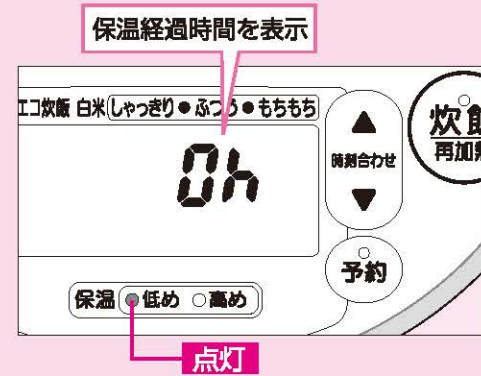 保温経過時間を表示
エコ炊飯 白米(しゃっきり●ふつう●もちもち)
0h
▲
時刻合わせ
▼
炊
再加
予約
保温 ●低め ○高め
点灯